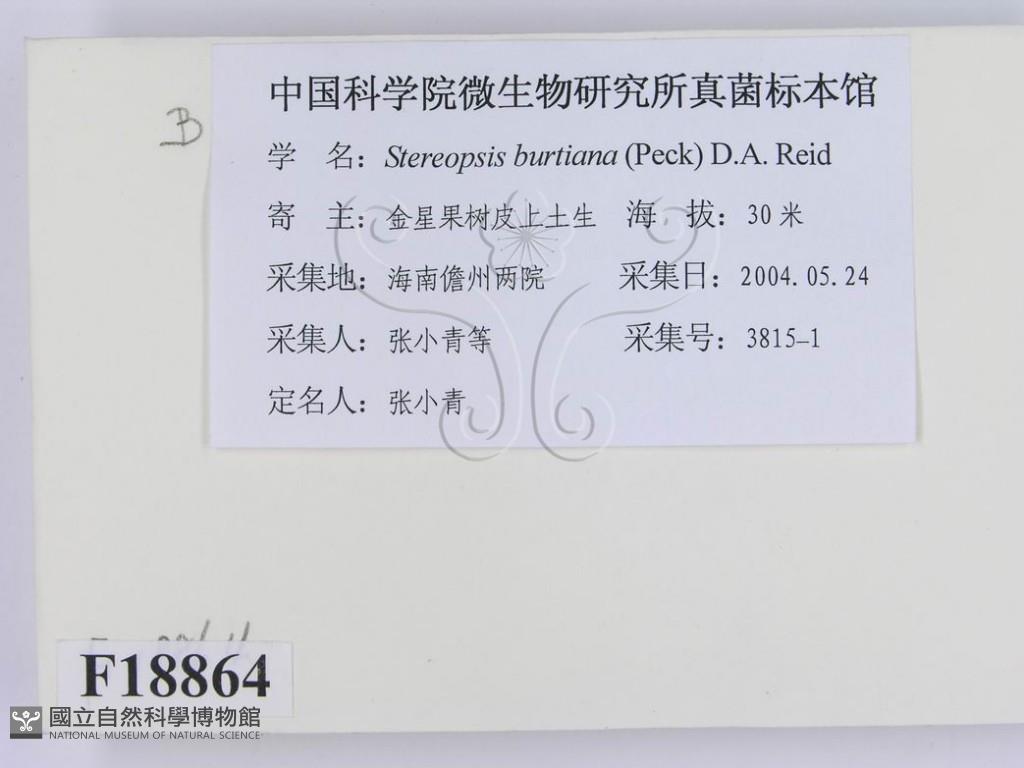 中国科学院微生物研究所真菌标本馆
B
学 名：Stereopsis burtiana (Peck) D.A. Reid
寄 主：金星果树皮上土生 海 拔：30 米
采集地：海南儋州两院 采集日：2004.05.24
采集人：张小青等 采集号：3815-1
定名人：张小青
F18864
國立自然科學博物館
NATIONAL MUSEUM OF NATURAL SCIENCE